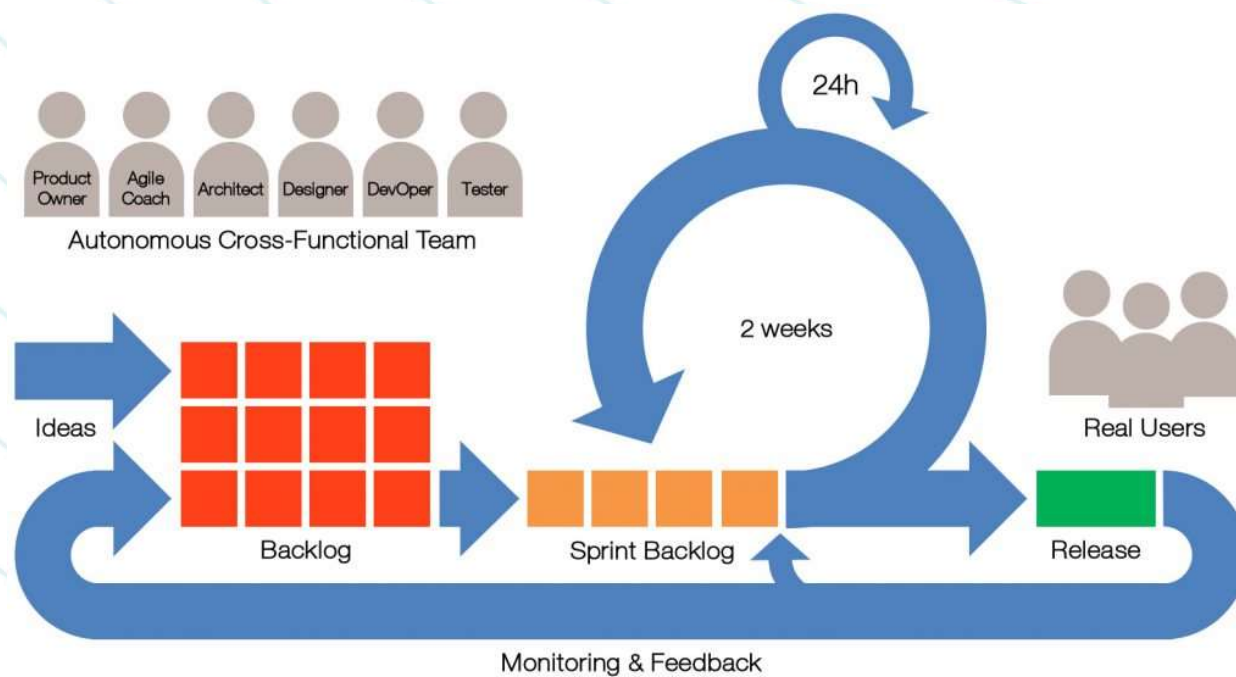 24h
Product
Owner
Agile
Coach
Architect
Designer
DevOper
Tester
Autonomous Cross-Functional Team
2 weeks
Ideas
Real Users
Backlog
Sprint Backlog
Release
Monitoring & Feedback